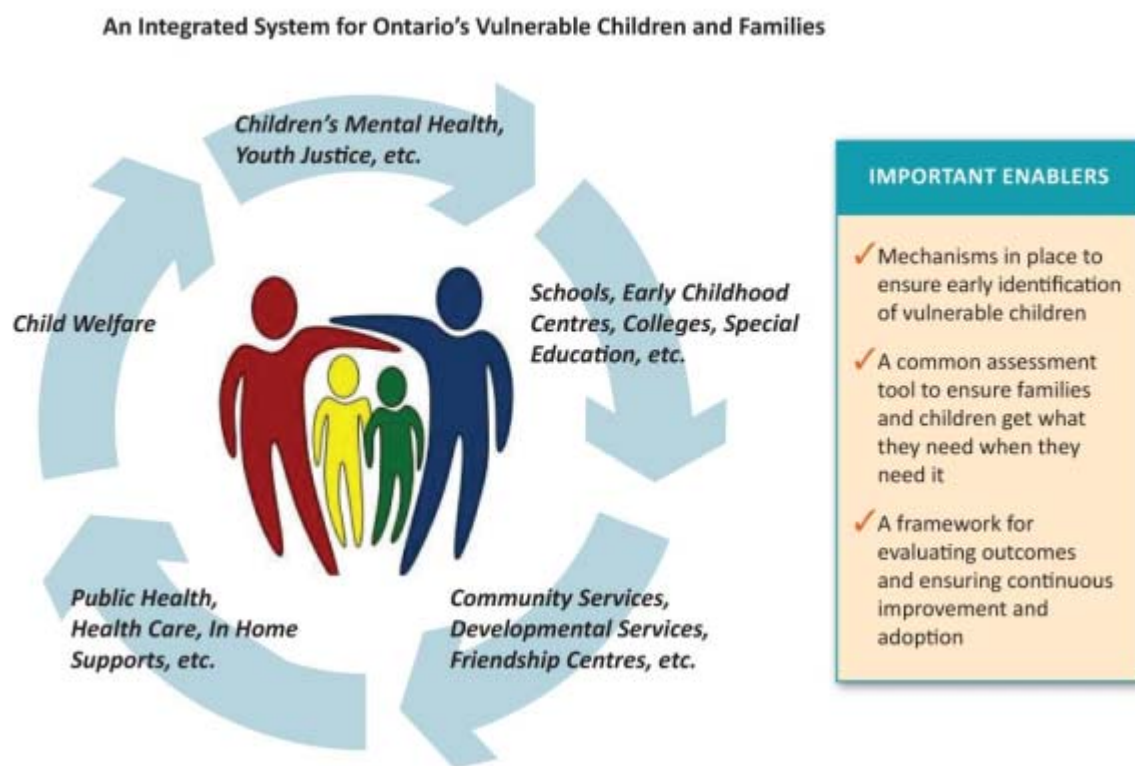 An Integrated System for Ontario's Vulnerable Children and Families
Children's Mental Health,
Youth Justice, etc.
Schools, Early Childhood
Centres, Colleges, Special
Education, etc.
Community Services,
Developmental Services,
Friendship Centres, etc.
Public Health,
Health Care, In Home
Supports, etc.
Child Welfare
IMPORTANT ENABLERS
✓ Mechanisms in place to
ensure early identification
of vulnerable children
✓ A common assessment
tool to ensure families
and children get what
they need when they
need it
✓ A framework for
evaluating outcomes
and ensuring continuous
improvement and
adoption